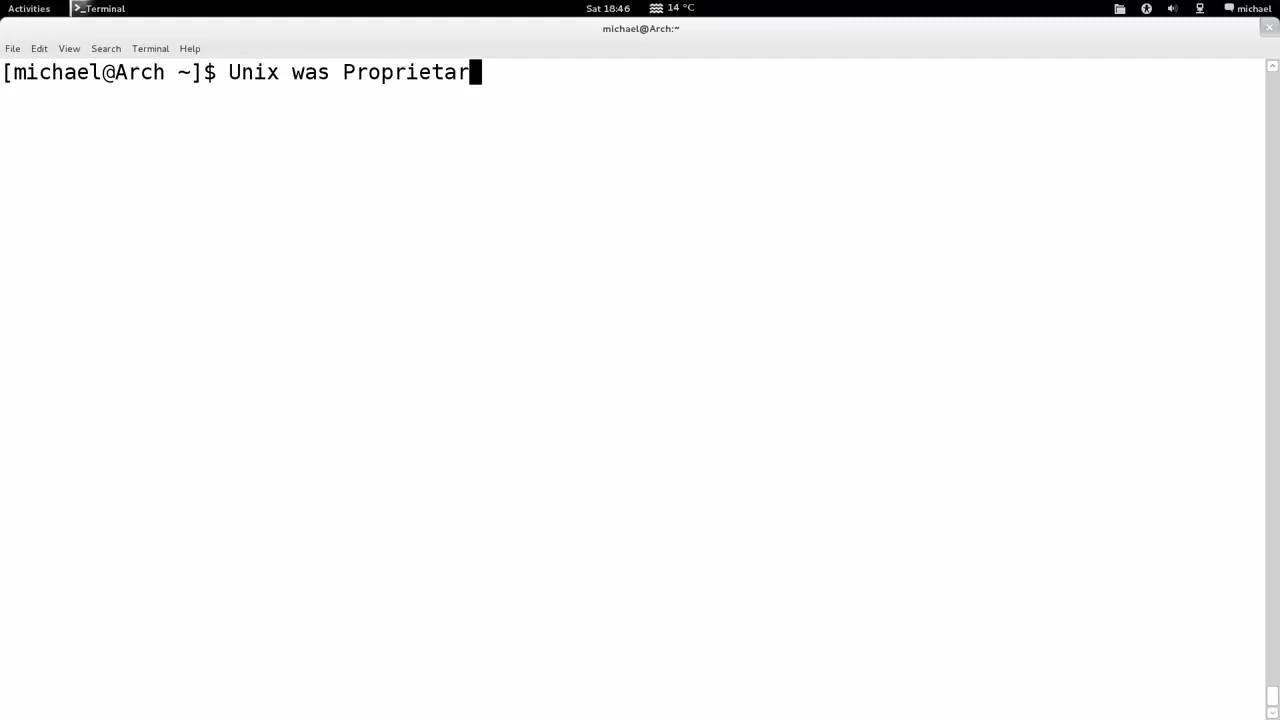 Activities >_Terminal Sat 18:46 14 °C michael
michael@Arch:~
File Edit View Search Terminal Help
[michael@Arch ~]$ Unix was Proprietar